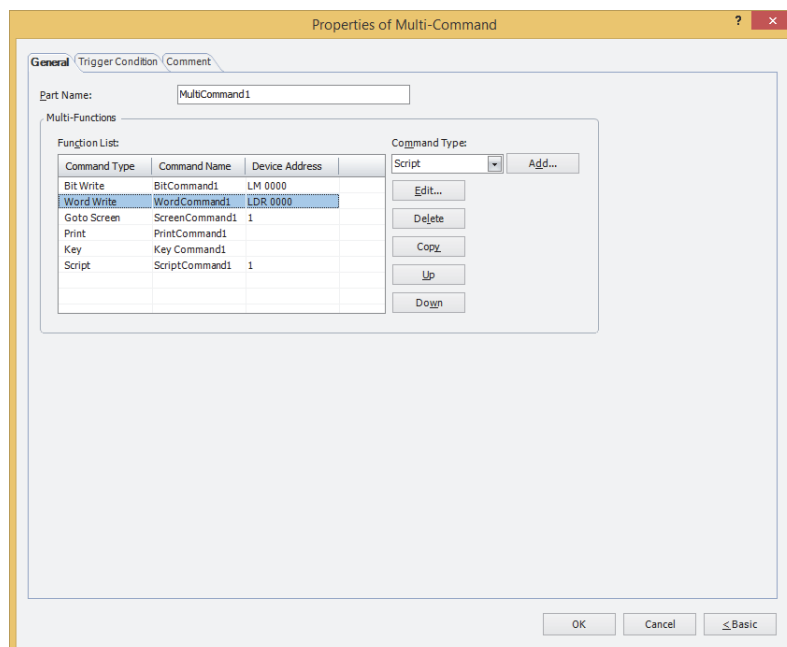 Properties of Multi-Command
? ×
General Trigger Condition Comment
Part Name: MultiCommand1
Multi-Functions
Function List: Command Type:
Command Type Command Name Device Address Script Add...
Bit Write BitCommand1 LM 0000 Edit...
Word Write WordCommand1 LDR 0000
Goto Screen ScreenCommand1 1 Delete
Print PrintCommand1
Key Key Command1 Copy
Script ScriptCommand1 1
Up
Down
OK Cancel < Basic